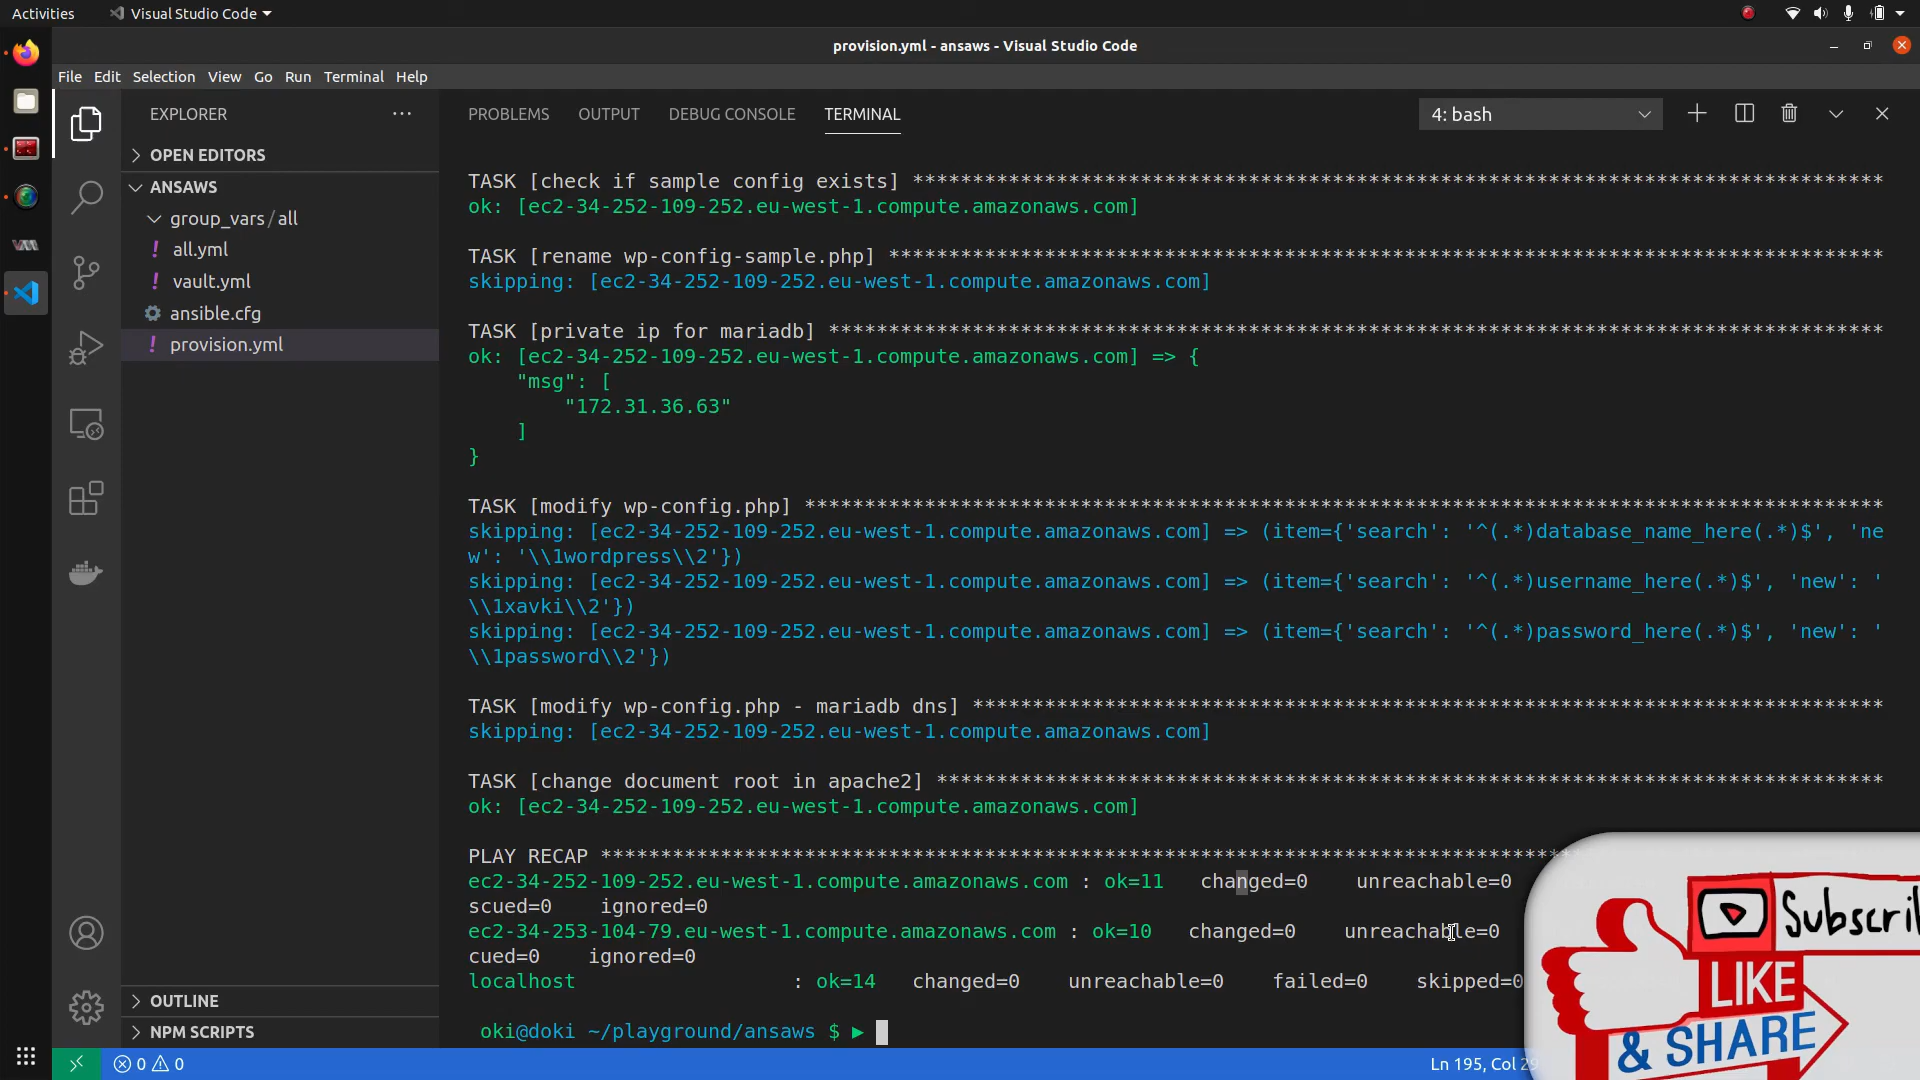 Activities
Visual Studio Code
provision.yml - ansaws - Visual Studio Code
File Edit Selection View Go Run Terminal Help
EXPLORER
PROBLEMS OUTPUT DEBUG CONSOLE TERMINAL
4: bash
OPEN EDITORS
ANSAWS
group_vars/all
! all.yml
! vault.yml
ansible.cfg
! provision.yml
OUTLINE
NPM SCRIPTS
TASK [check if sample config exists] *********************************************************************************
ok: [ec2-34-252-109-252.eu-west-1.compute.amazonaws.com]
TASK [rename wp-config-sample.php] ***********************************************************************************
skipping: [ec2-34-252-109-252.eu-west-1.compute.amazonaws.com]
TASK [private ip for mariadb] ****************************************************************************************
ok: [ec2-34-252-109-252.eu-west-1.compute.amazonaws.com] => {
"msg": [
"172.31.36.63"
]
}
TASK [modify wp-config.php] ******************************************************************************************
skipping: [ec2-34-252-109-252.eu-west-1.compute.amazonaws.com] => (item={'search': '^(.*)database_name_here(.*)$', 'ne
w': '\\1wordpress\\2'})
skipping: [ec2-34-252-109-252.eu-west-1.compute.amazonaws.com] => (item={'search': '^(.*)username_here(.*)$', 'new': '
\\1xavki\\2'})
skipping: [ec2-34-252-109-252.eu-west-1.compute.amazonaws.com] => (item={'search': '^(.*)password_here(.*)$', 'new': '
\\1password\\2'})
TASK [modify wp-config.php - mariadb dns] ****************************************************************************
skipping: [ec2-34-252-109-252.eu-west-1.compute.amazonaws.com]
TASK [change document root in apache2] *******************************************************************************
ok: [ec2-34-252-109-252.eu-west-1.compute.amazonaws.com]
PLAY RECAP *********************************************************************************
ec2-34-252-109-252.eu-west-1.compute.amazonaws.com : ok=11 changed=0 unreachable=0
scued=0 ignored=0
ec2-34-253-104-79.eu-west-1.compute.amazonaws.com : ok=10 changed=0 unreachable=0
cued=0 ignored=0
localhost : ok=14 changed=0 unreachable=0 failed=0 skipped=0
oki@doki ~/playground/ansaws $ ▶
Subscri
LIKE
& SHARE
0 0
Ln 195, Col 2